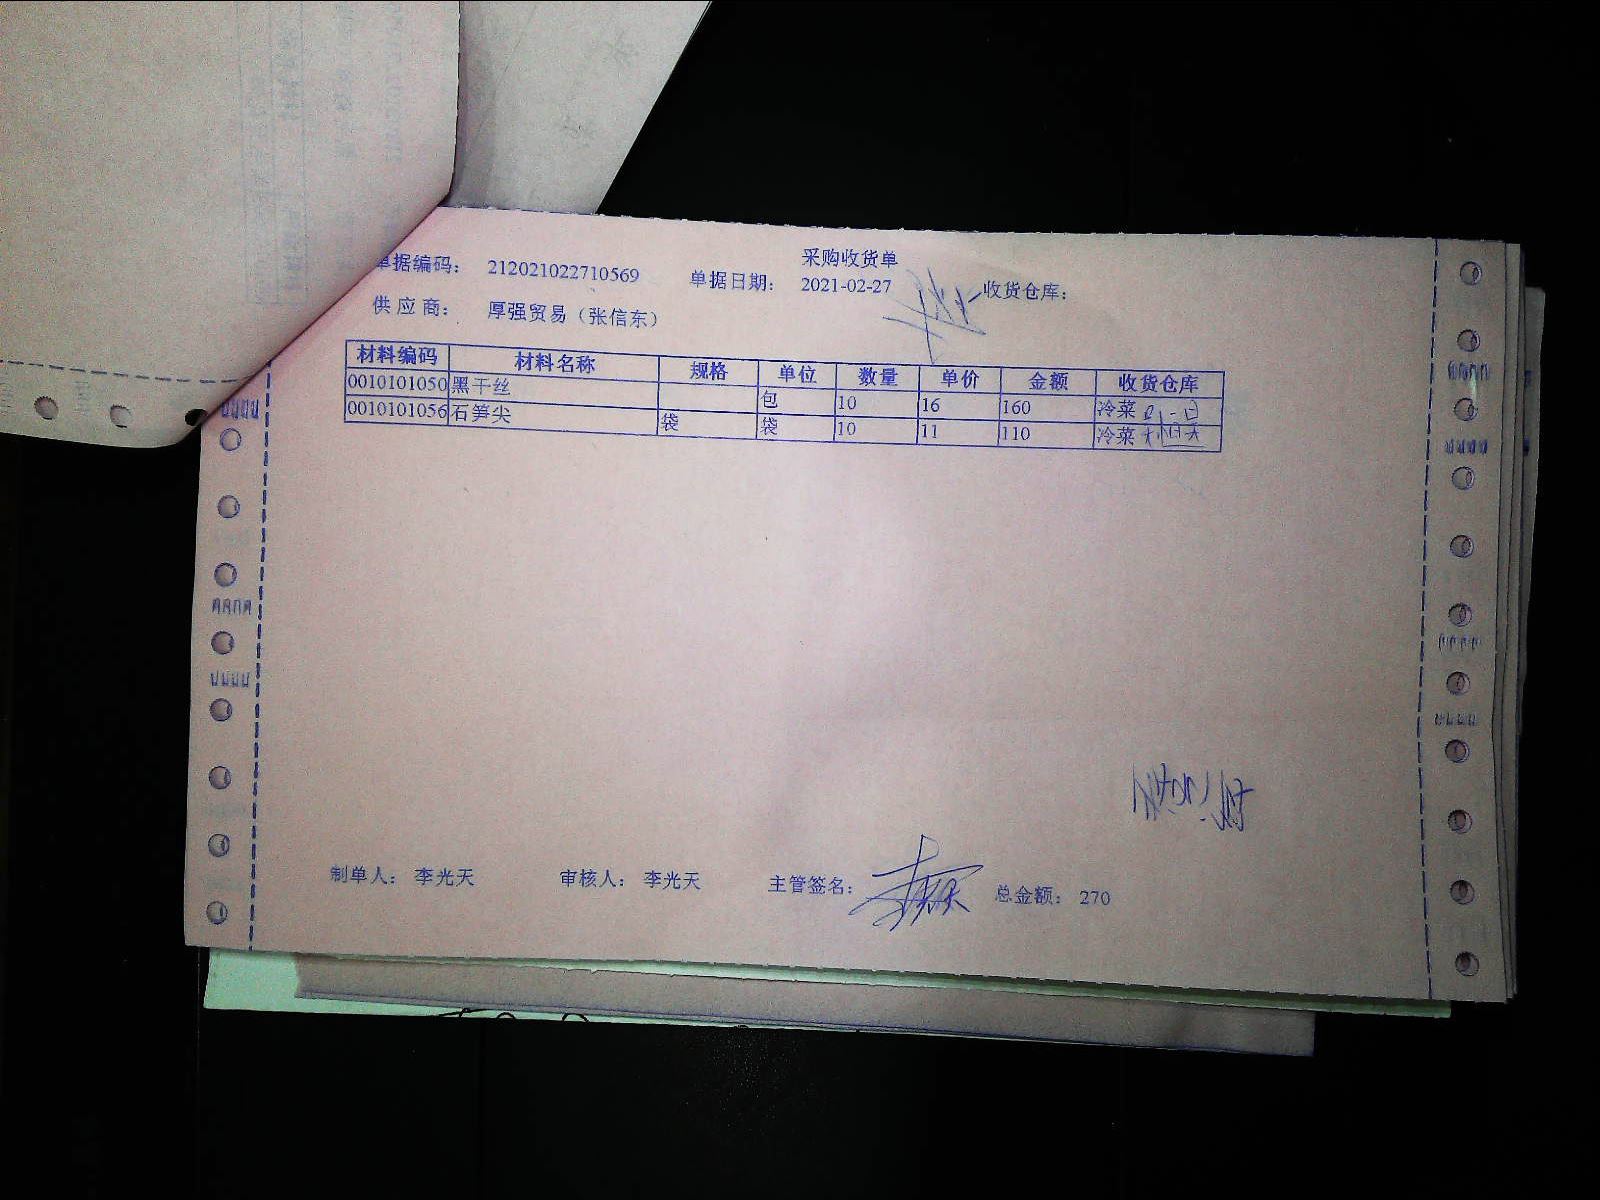 采购收货单
单据编码： 212021022710569 单据日期： 2021-02-27 收货仓库：
供 应 商： 厚强贸易（张信东）
材料编码 材料名称 规格 单位 数量 单价 金额 收货仓库
0010101050 黑干丝 包 10 16 160 冷菜
0010101056 石笋尖 袋 袋 10 11 110 冷菜
制单人： 李光天 审核人： 李光天 主管签名： 总金额： 270